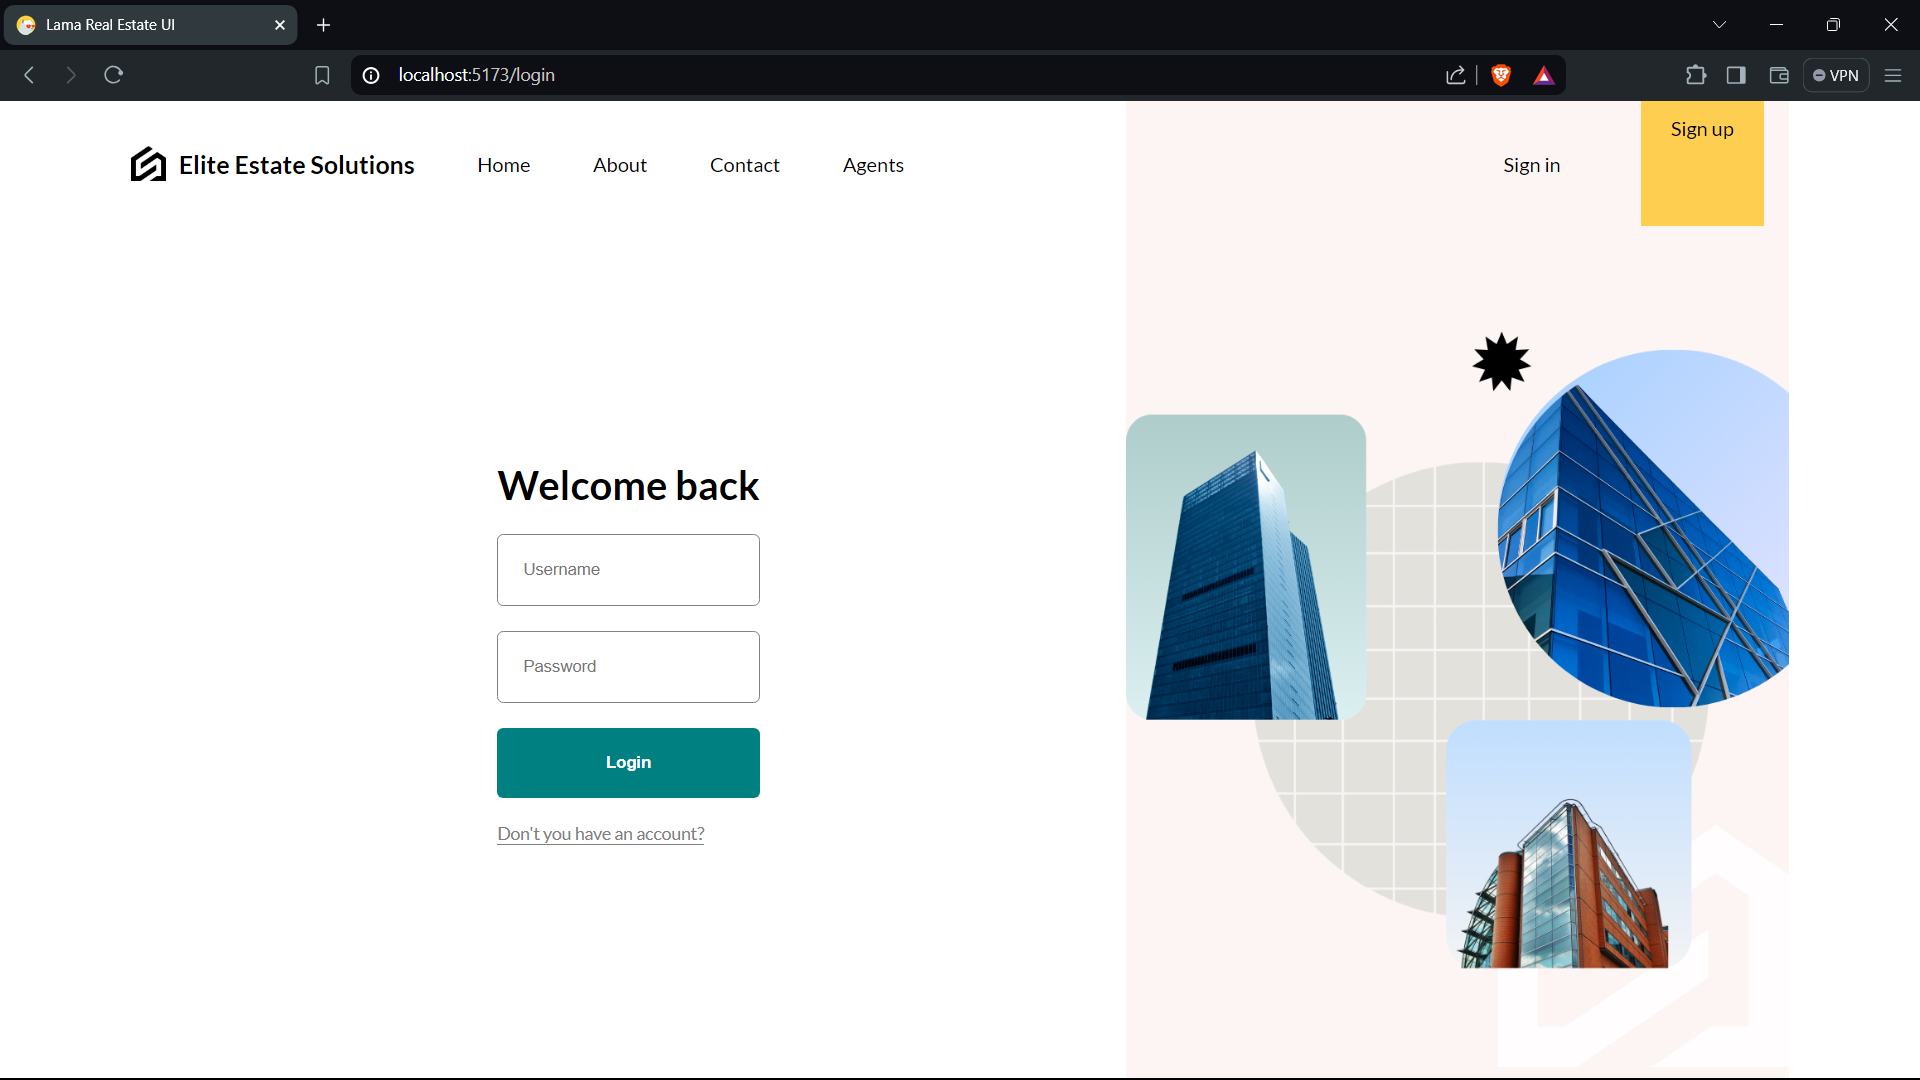 Lama Real Estate UI
localhost:5173/login
VPN
Sign up
Elite Estate Solutions
Home
About
Contact
Agents
Sign in
Welcome back
Username
Password
Login
Don't you have an account?